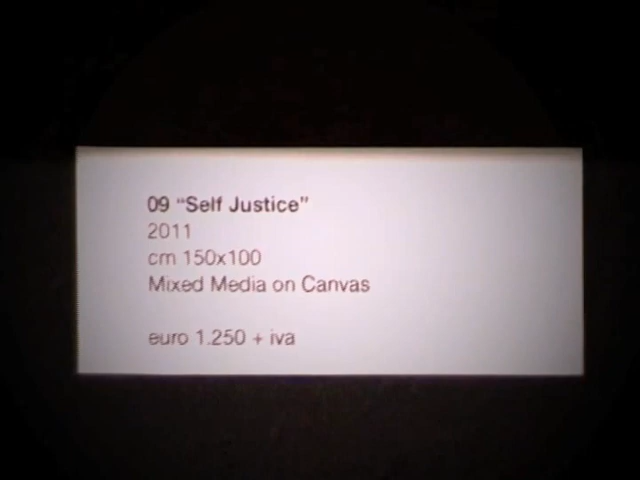 09 “Self Justice”
2011
cm 150x100
Mixed Media on Canvas
euro 1.250 + iva